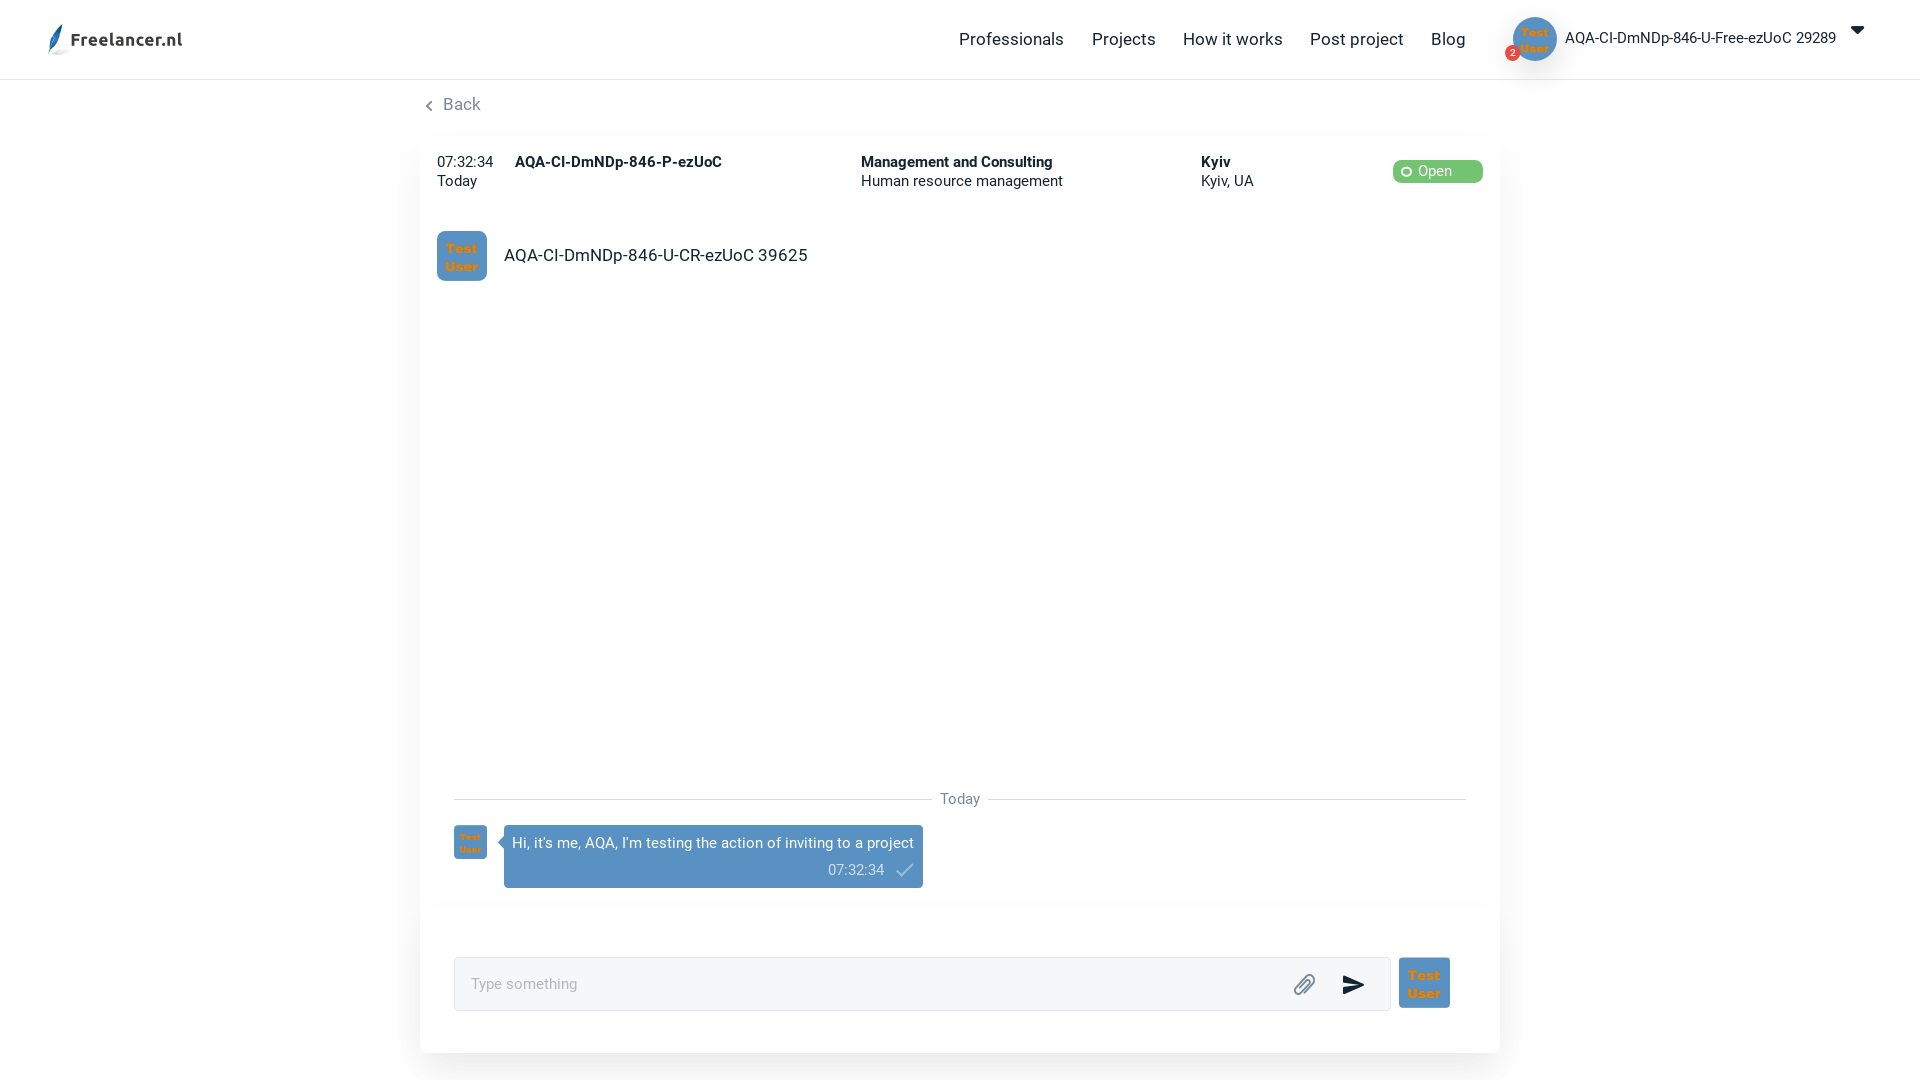 Freelancer.nl
Professionals
Projects
How it works
Post project
Blog
Test
User
2
AQA-CI-DmNDp-846-U-Free-ezUoC 29289
Back
07:32:34
Today
AQA-CI-DmNDp-846-P-ezUoC
Management and Consulting
Human resource management
Kyiv
Kyiv, UA
Open
Test
User
AQA-CI-DmNDp-846-U-CR-ezUoC 39625
Today
Test
User
Hi, it's me, AQA, I'm testing the action of inviting to a project
07:32:34
Type something
Test
User